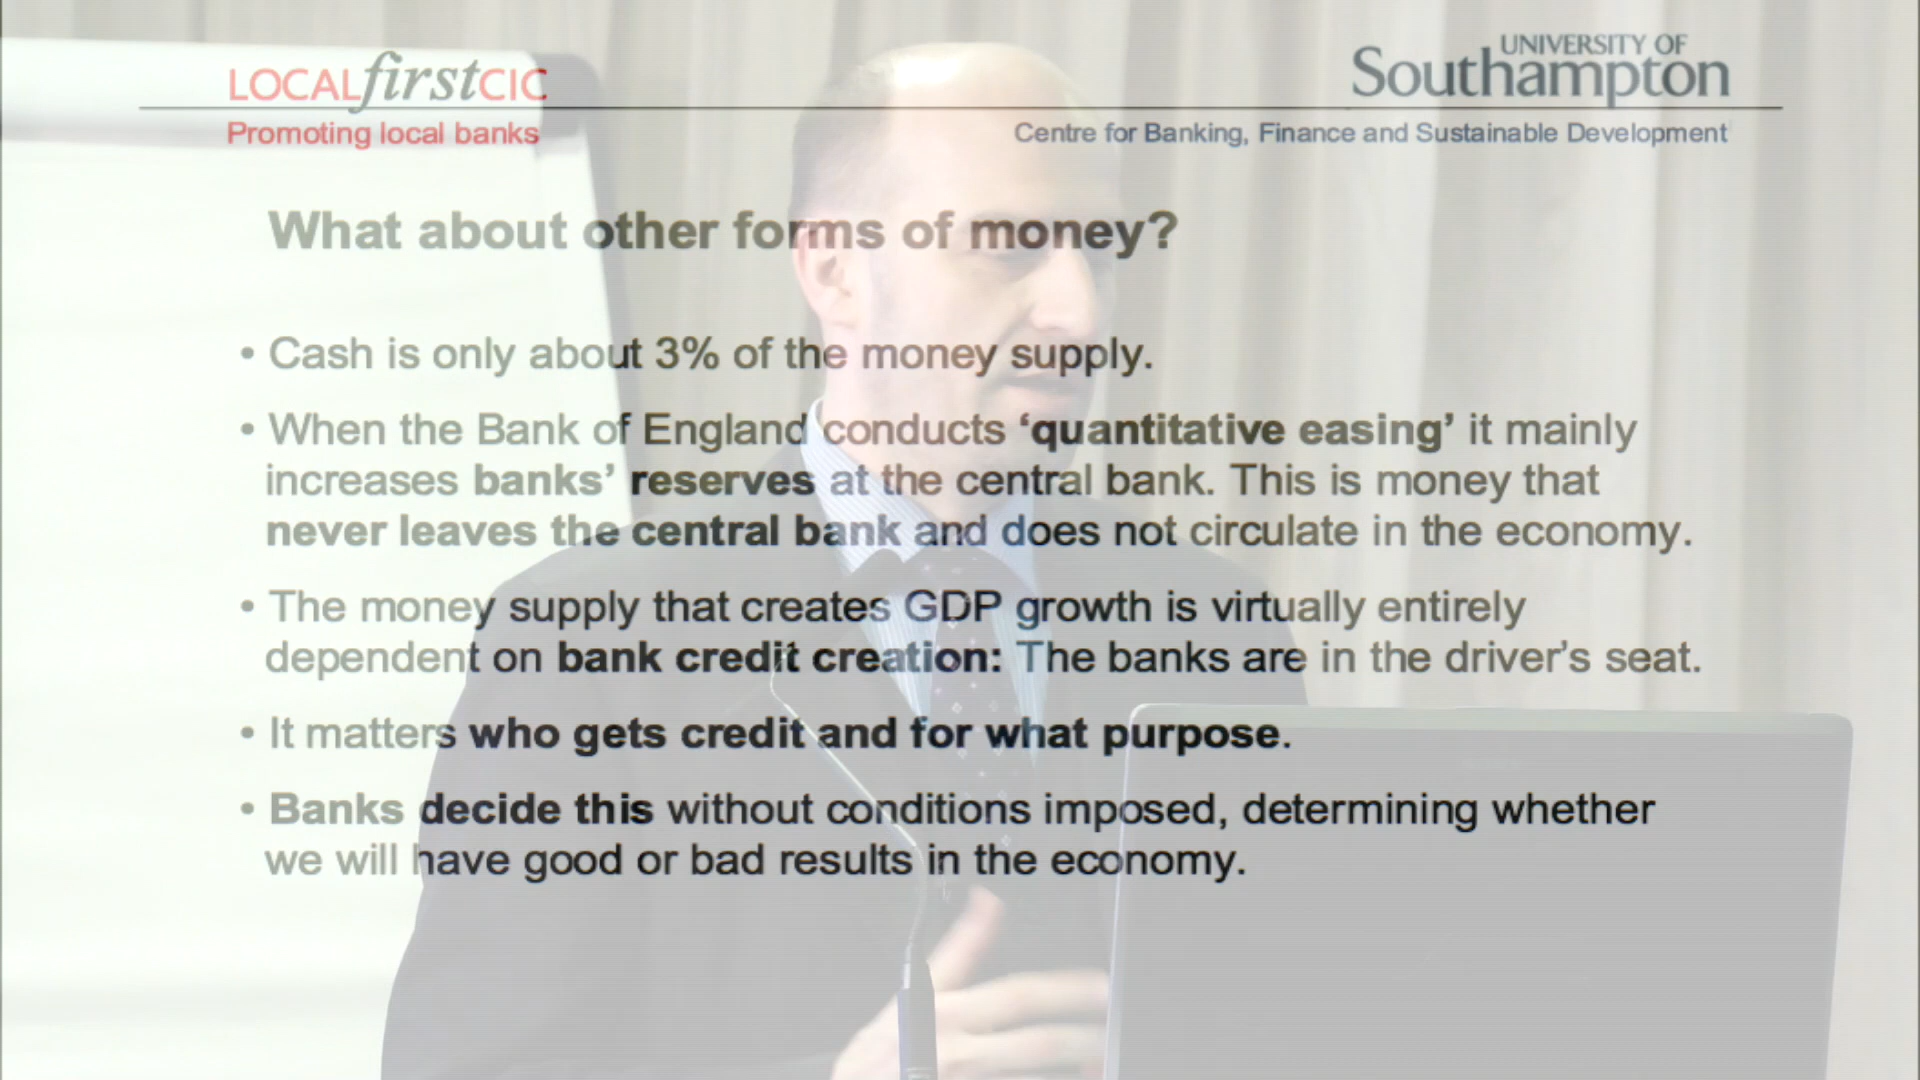 LOCALfirstCIC
Promoting local banks
UNIVERSITY OF
Southampton
Centre for Banking, Finance and Sustainable Development
What about other forms of money?
• Cash is only about 3% of the money supply.
• When the Bank of England conducts ‘quantitative easing’ it mainly
increases banks’ reserves at the central bank. This is money that
never leaves the central bank and does not circulate in the economy.
• The money supply that creates GDP growth is virtually entirely
dependent on bank credit creation: The banks are in the driver’s seat.
• It matters who gets credit and for what purpose.
• Banks decide this without conditions imposed, determining whether
we will have good or bad results in the economy.